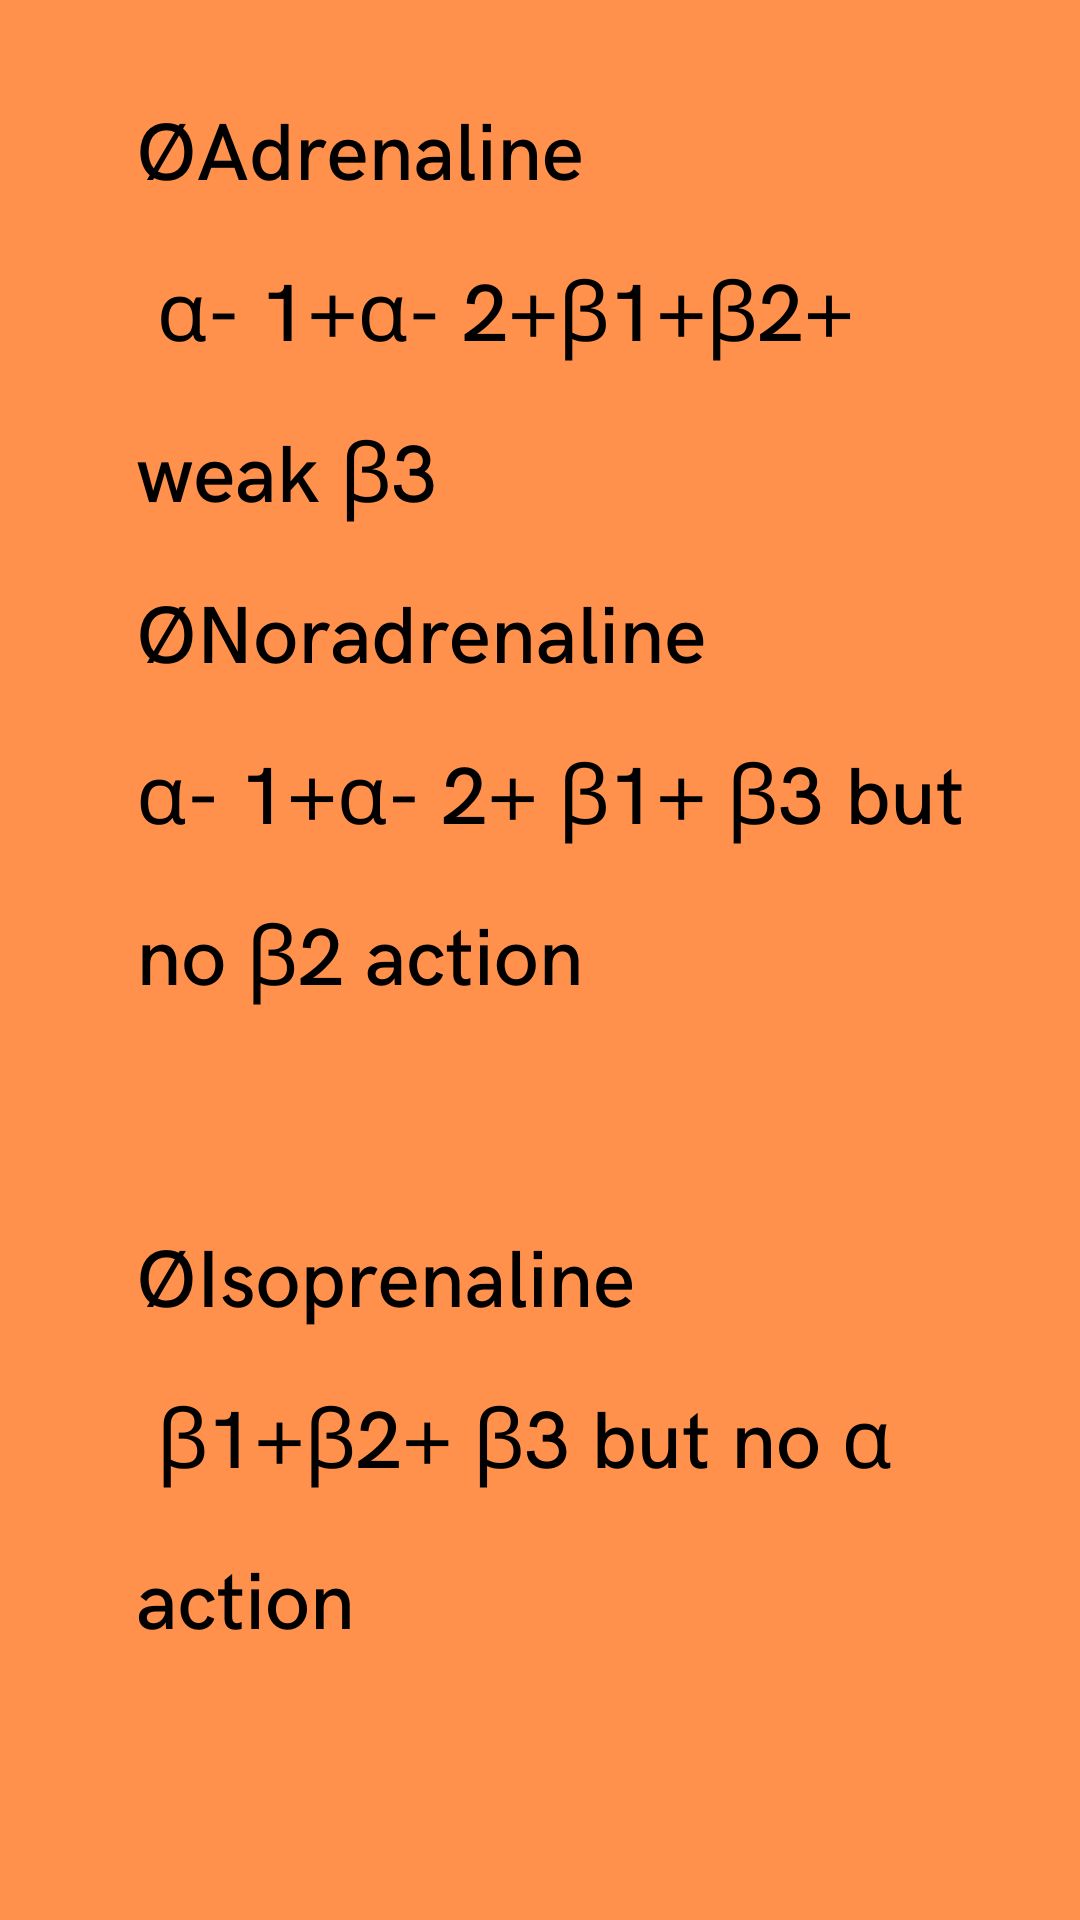 ØAdrenaline
α- 1+α- 2+β1+β2+
weak β3
ØNoradrenaline
α- 1+α- 2+ β1+ β3 but
no β2 action
ØIsoprenaline
β1+β2+ β3 but no α
action